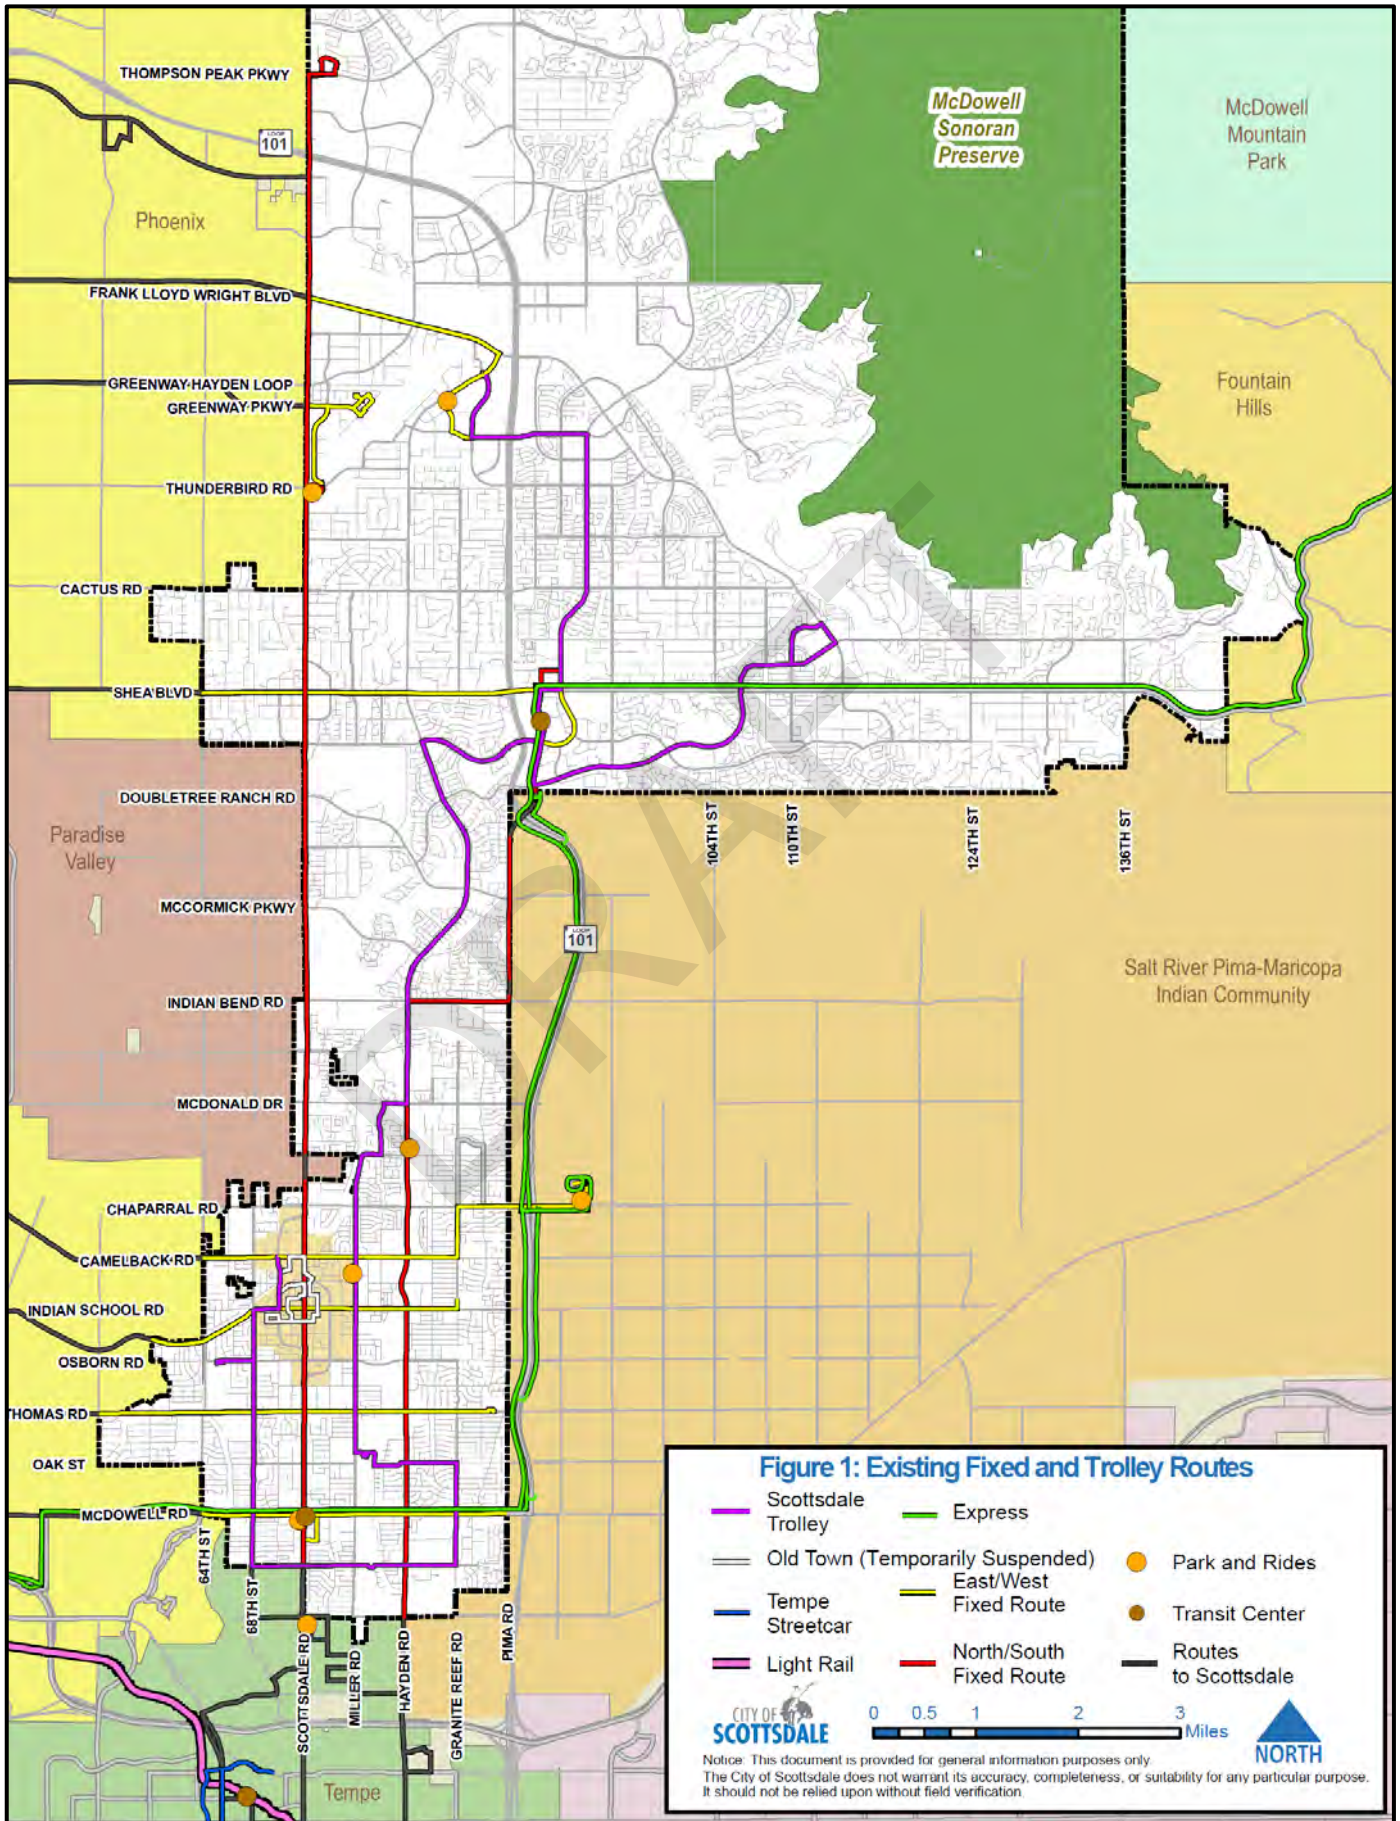 THOMPSON PEAK PKWY
LOOP
101
McDowell
Sonoran
Preserve
McDowell
Mountain
Park
Phoenix
FRANK LLOYD WRIGHT BLVD
GREENWAY-HAYDEN LOOP
GREENWAY PKWY
Fountain
Hills
THUNDERBIRD RD
CACTUS RD
SHEA BLVD
DOUBLETREE RANCH RD
Paradise
Valley
104TH ST
110TH ST
124TH ST
136TH ST
MCCORMICK PKWY
LOOP
101
Salt River Pima-Maricopa
Indian Community
INDIAN BEND RD
MCDONALD DR
CHAPARRAL RD
CAMELBACK RD
INDIAN SCHOOL RD
OSBORN RD
THOMAS RD
OAK ST
MCDOWELL RD
64TH ST
68TH ST
SCOTTSDALE RD
MILLER RD
HAYDEN RD
GRANITE REEF RD
PIMA RD
Tempe
DRAFT
Figure 1: Existing Fixed and Trolley Routes
Scottsdale
Trolley
Express
Old Town (Temporarily Suspended)
Park and Rides
Tempe
Streetcar
East/West
Fixed Route
Transit Center
Light Rail
North/South
Fixed Route
Routes
to Scottsdale
CITY OF
SCOTTSDALE
0 0.5 1 2 3
Miles
NORTH
Notice: This document is provided for general information purposes only.
The City of Scottsdale does not warrant its accuracy, completeness, or suitability for any particular purpose.
It should not be relied upon without field verification